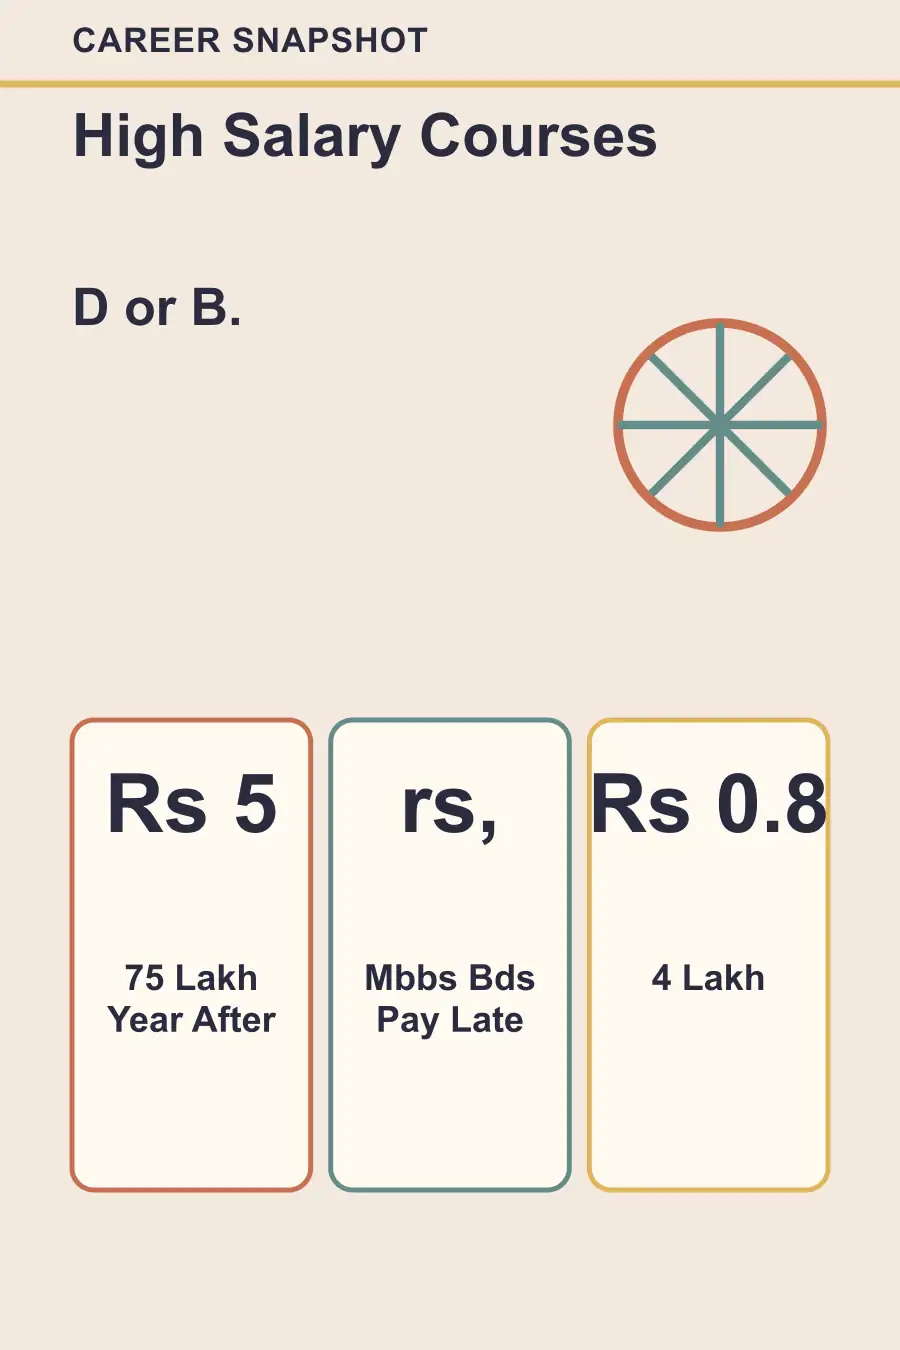 CAREER SNAPSHOT
High Salary Courses
D or B.
Rs 5
75 Lakh
Year After
rs,
Mbbs Bds
Pay Late
Rs 0.8
4 Lakh